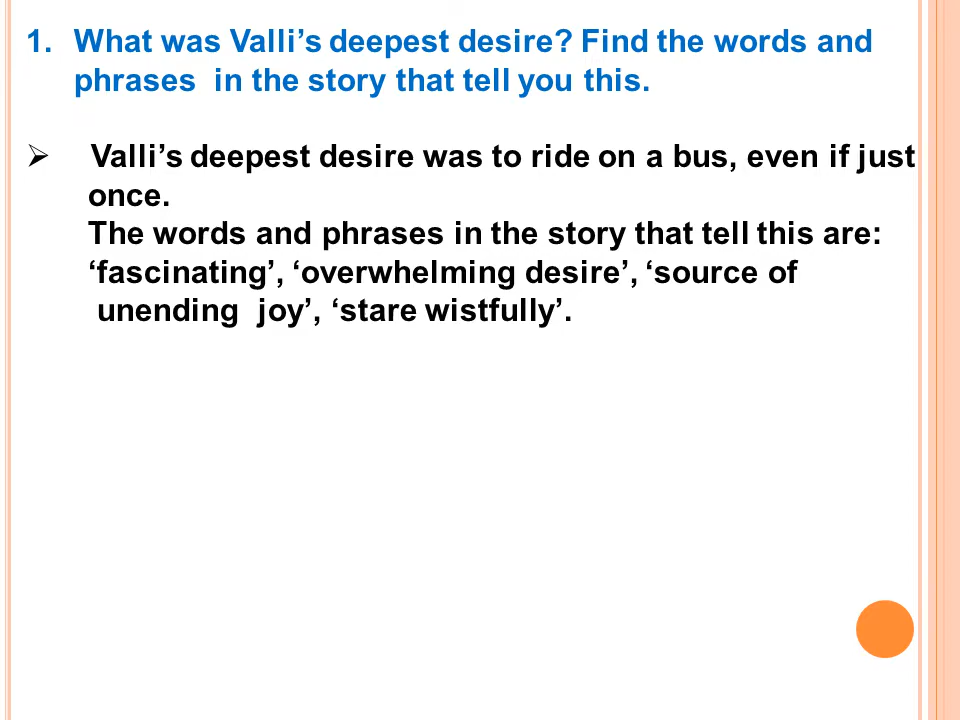 1. What was Valli’s deepest desire? Find the words and
phrases in the story that tell you this.
➢ Valli’s deepest desire was to ride on a bus, even if just
once.
The words and phrases in the story that tell this are:
‘fascinating’, ‘overwhelming desire’, ‘source of
unending joy’, ‘stare wistfully’.